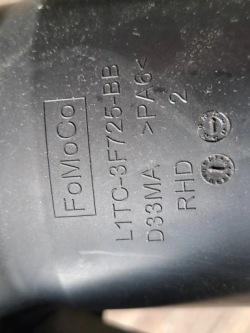 FoMoCo
L1TC-3F725-BB
D33MA >PA6<
RHD 2